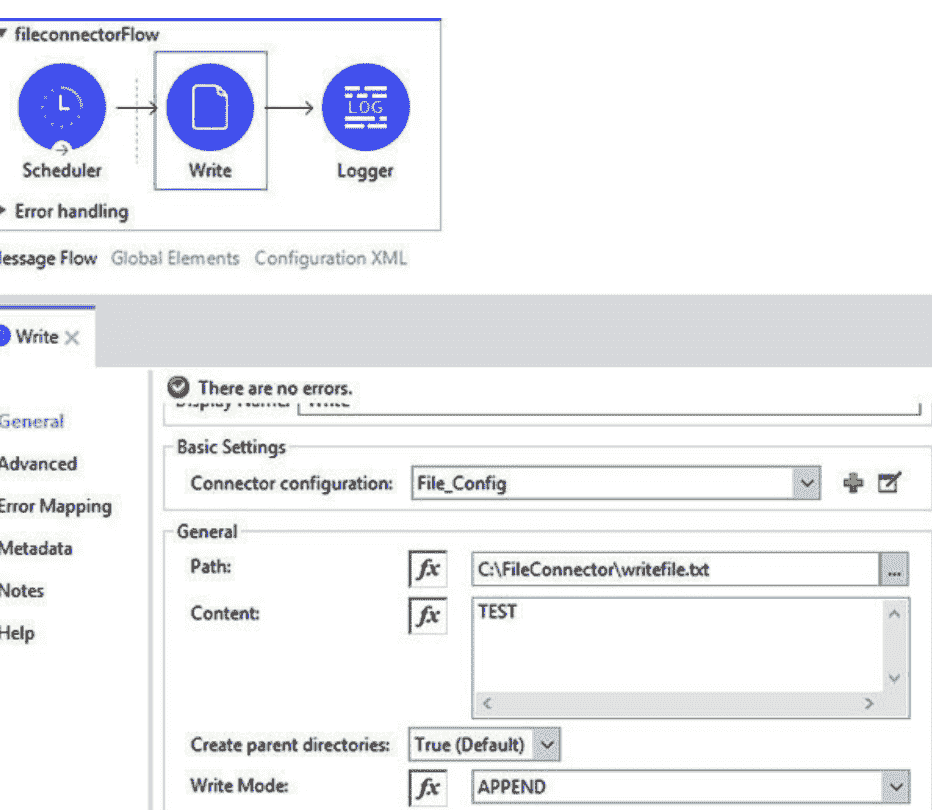 fileconnectorFlow
LOG
Scheduler
Write
Logger
Error handling
essage Flow Global Elements Configuration XML
Write
There are no errors.
General
Basic Settings
Advanced
Connector configuration: File_Config
Error Mapping
General
Metadata
Path: fx C:\FileConnector\writefile.txt ...
Notes
Content: fx TEST
Help
Create parent directories: True (Default)
Write Mode: fx APPEND